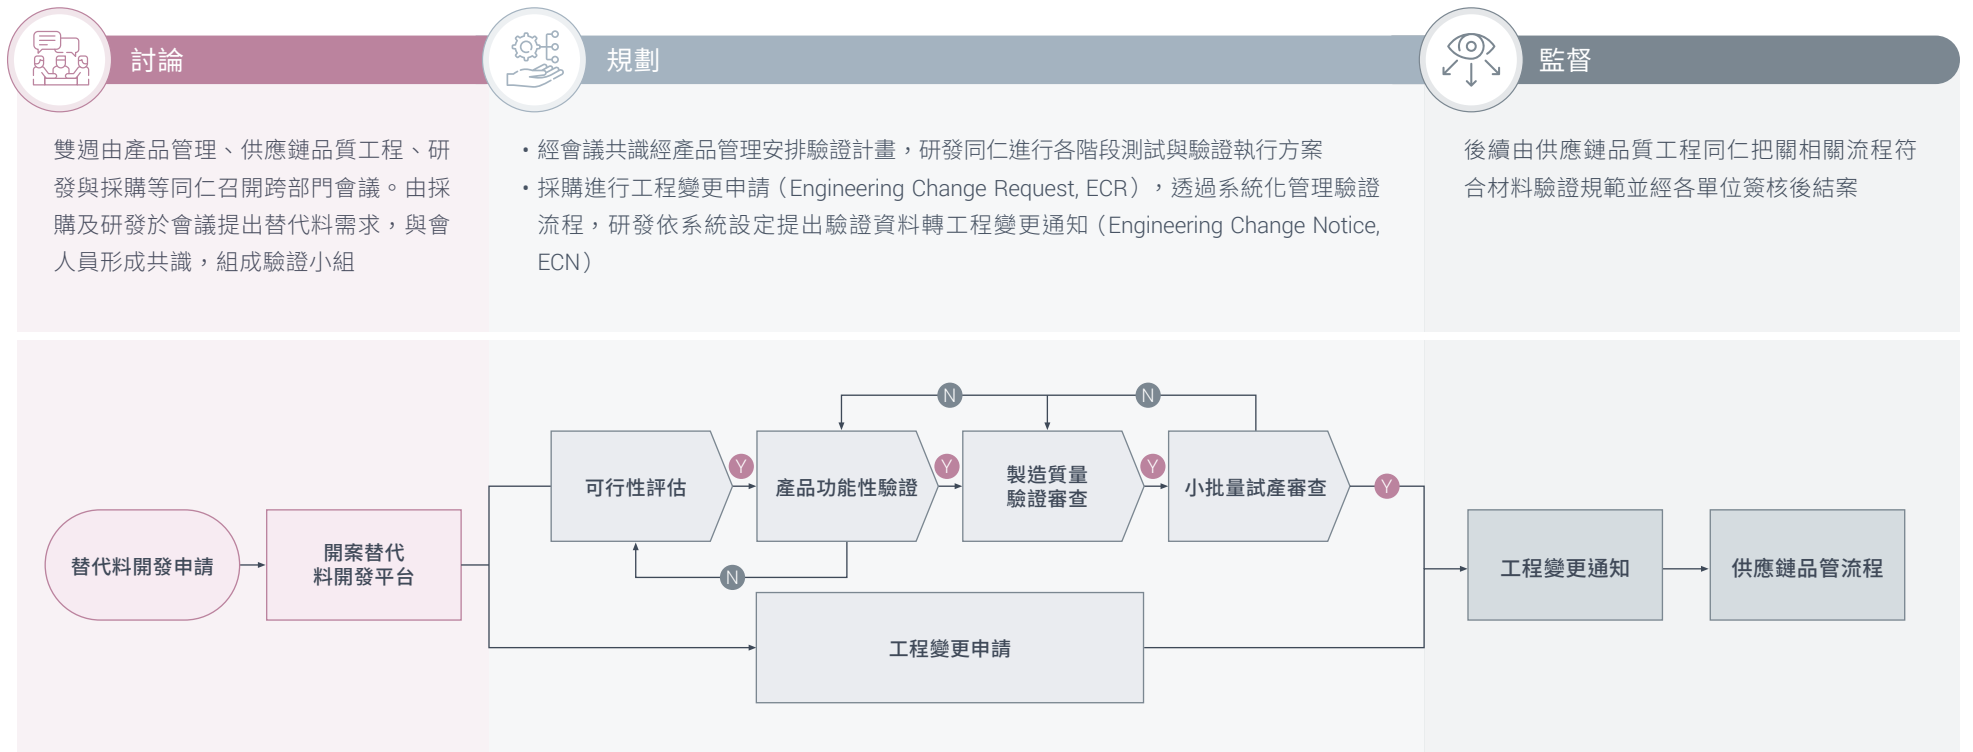 討論
雙週由產品管理、供應鏈品質工程、研
發與採購等同仁召開跨部門會議。由採
購及研發於會議提出替代料需求，與會
人員形成共識，組成驗證小組
規劃
• 經會議共識經產品管理安排驗證計畫，研發同仁進行各階段測試與驗證執行方案
• 採購進行工程變更申請（Engineering Change Request, ECR），透過系統化管理驗證
流程，研發依系統設定提出驗證資料轉工程變更通知（Engineering Change Notice,
ECN）
監督
後續由供應鏈品質工程同仁把關相關流程符
合材料驗證規範並經各單位簽核後結案
替代料開發申請
開案替代
料開發平台
N
N
可行性評估
Y
產品功能性驗證
Y
製造質量
驗證審查
Y
小批量試產審查
Y
N
工程變更申請
工程變更通知
供應鏈品管流程